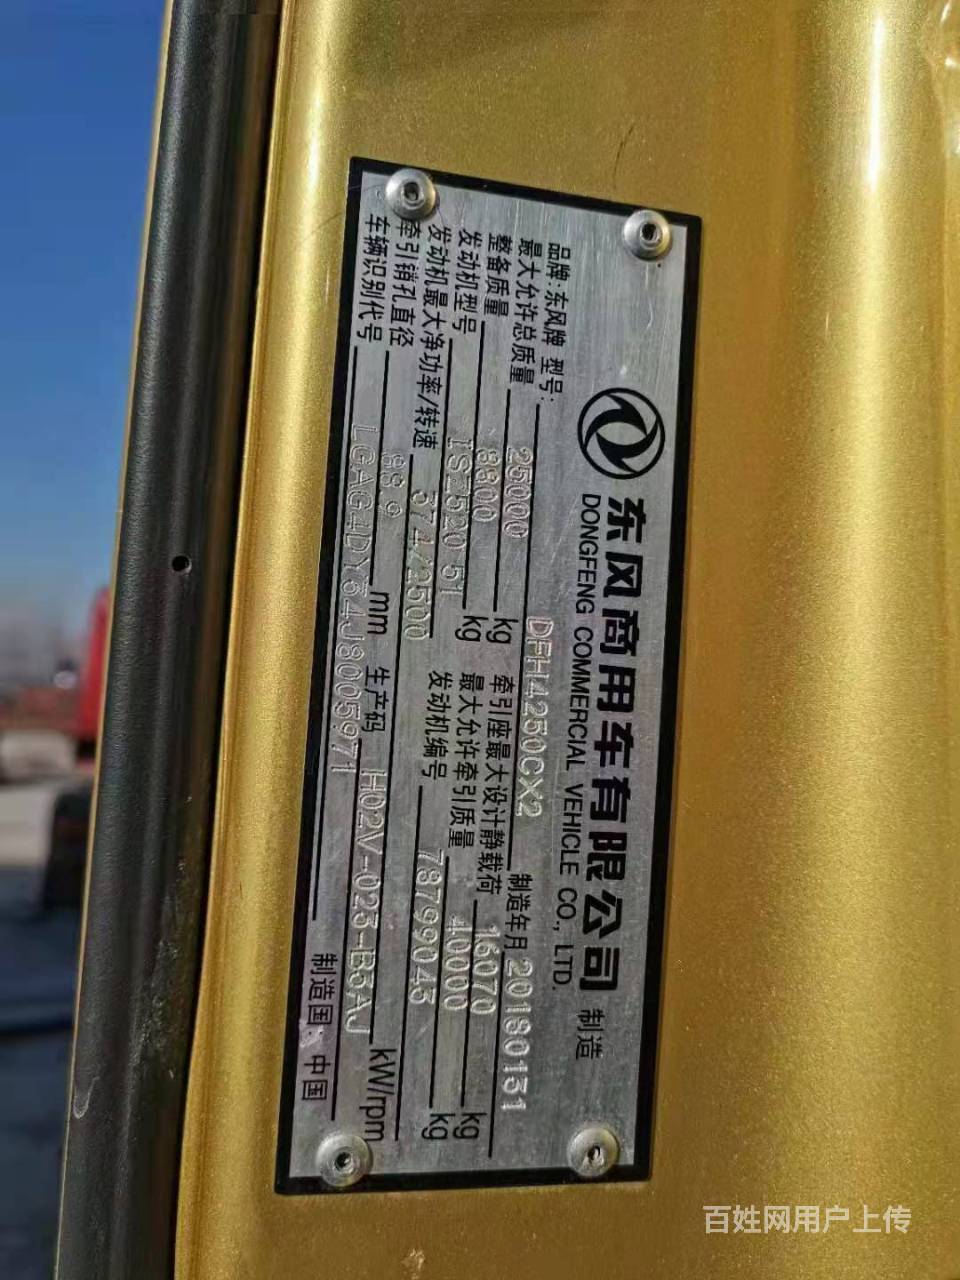 东风商用车有限公司 制造
DONGFENG COMMERCIAL VEHICLE CO., LTD.
品牌:东风牌 型号: DFH4250CX2 制造年月 20180131
最大允许总质量 25000 kg 牵引座最大设计静载荷 16070 kg
整备质量 8800 kg 最大允许牵引质量 40000 kg
发动机型号 ISZ520 51 发动机编号 78799043
发动机最大净功率/转速 374/2500 kW/rpm
牵引销孔直径 88.9 mm 生产码 H02V-023-B5AJ
车辆识别代号 LGAG4DY34J8005971 制造国:中国
百姓网用户上传